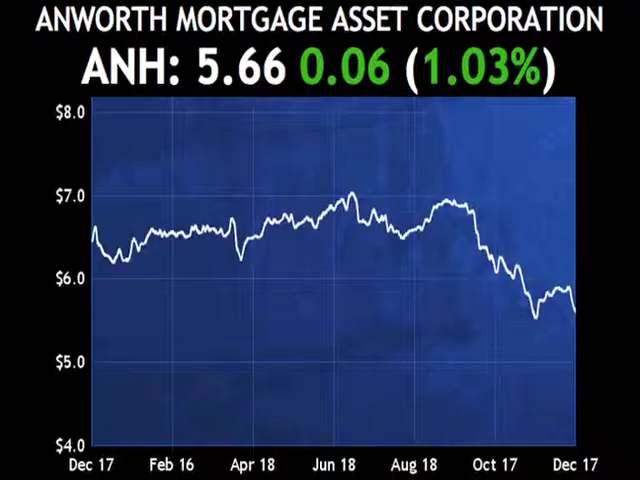 ANWORTH MORTGAGE ASSET CORPORATION
ANH: 5.66 0.06 (1.03%)
$8.0
$7.0
$6.0
$5.0
$4.0
Dec 17 Feb 16 Apr 18 Jun 18 Aug 18 Oct 17 Dec 17